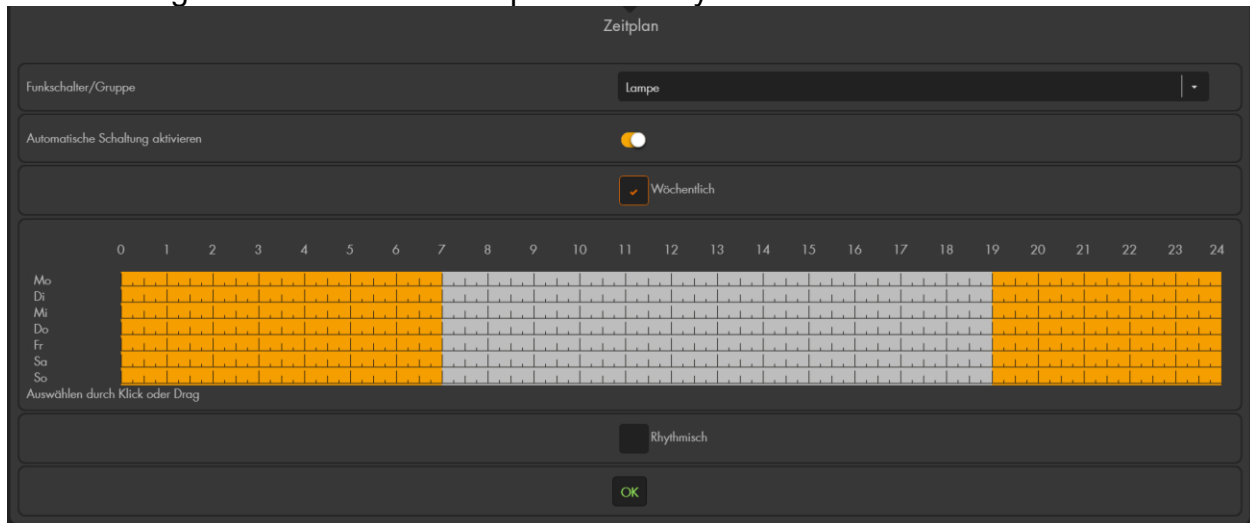 Zeitplan
Funkschalter/Gruppe
Lampe
Automatische Schaltung aktivieren
Wöchentlich
0 1 2 3 4 5 6 7 8 9 10 11 12 13 14 15 16 17 18 19 20 21 22 23 24
Mo
Di
Mi
Do
Fr
Sa
So
Auswählen durch Klick oder Drag
Rhythmisch
OK